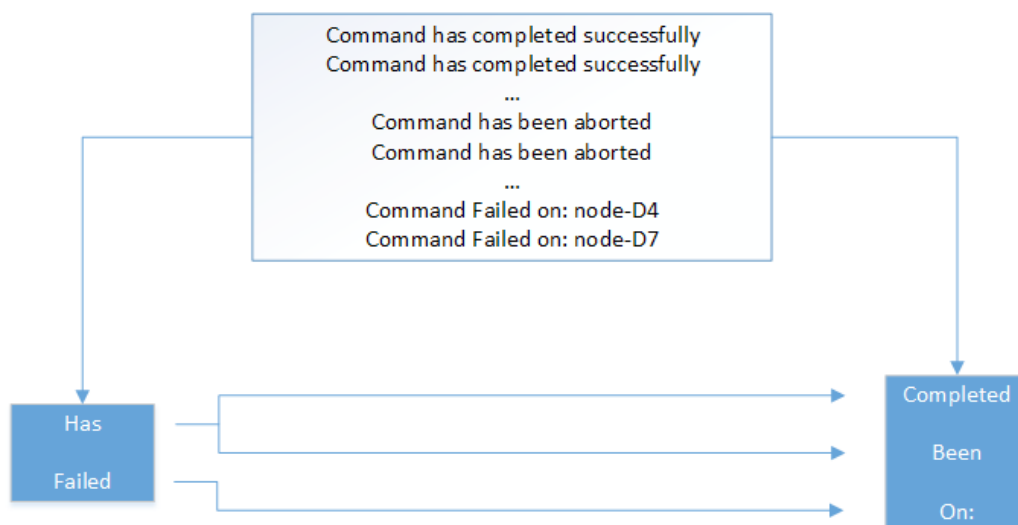 Command has completed successfully
Command has completed successfully
...
Command has been aborted
Command has been aborted
...
Command Failed on: node-D4
Command Failed on: node-D7
Has
Failed
Completed
Been
On: